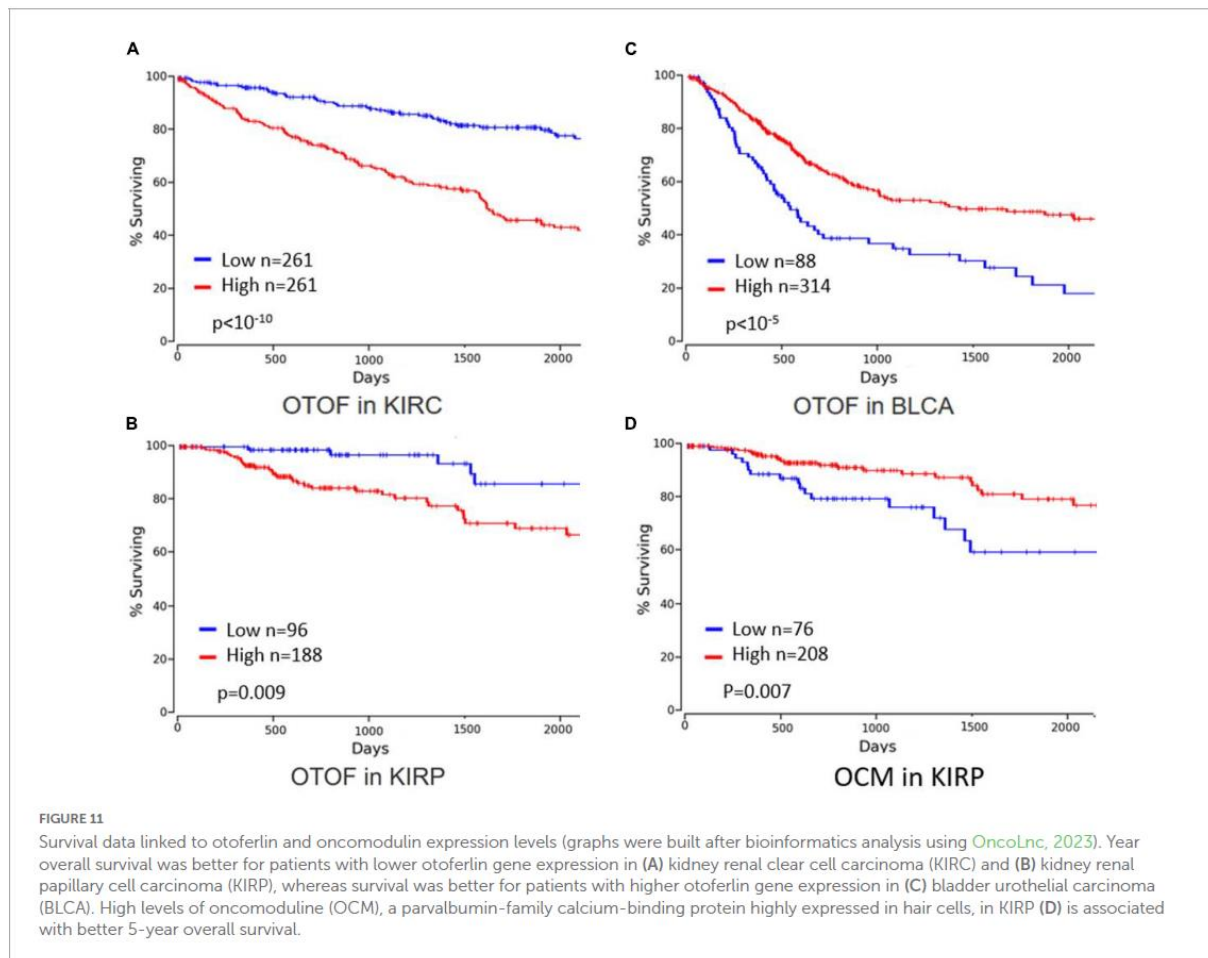 A
100
80
60
40
20
0
% Surviving
Low n=261
High n=261
p<10⁻¹⁰
0 500 1000 1500 2000
Days
OTOF in KIRC
C
100
80
60
40
20
0
% Surviving
Low n=88
High n=314
p<10⁻⁵
0 500 1000 1500 2000
Days
OTOF in BLCA
B
100
80
60
40
20
0
% Surviving
Low n=96
High n=188
p=0.009
0 500 1000 1500 2000
Days
OTOF in KIRP
D
100
80
60
40
20
0
% Surviving
Low n=76
High n=208
P=0.007
0 500 1000 1500 2000
Days
OCM in KIRP
FIGURE 11
Survival data linked to otoferlin and oncomodulin expression levels (graphs were built after bioinformatics analysis using OncoLnc, 2023). Year
overall survival was better for patients with lower otoferlin gene expression in (A) kidney renal clear cell carcinoma (KIRC) and (B) kidney renal
papillary cell carcinoma (KIRP), whereas survival was better for patients with higher otoferlin gene expression in (C) bladder urothelial carcinoma
(BLCA). High levels of oncomoduline (OCM), a parvalbumin-family calcium-binding protein highly expressed in hair cells, in KIRP (D) is associated
with better 5-year overall survival.